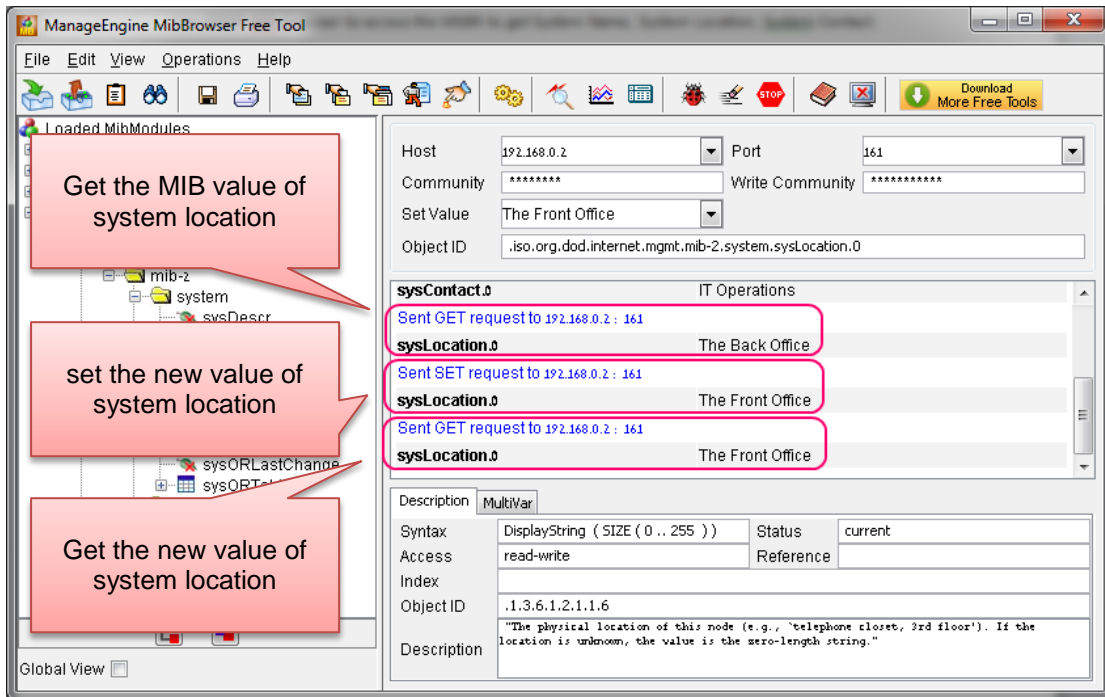 ManageEngine MibBrowser Free Tool
File Edit View Operations Help
STOP
Download
More Free Tools
Loaded MibModules
Get the MIB value of
system location
mib-2
system
sysDescr
set the new value of
system location
sysORLastChange
Get the new value of
system location
Global View
Host 192.168.0.2 Port 161
Community ******** Write Community ***********
Set Value The Front Office
Object ID .iso.org.dod.internet.mgmt.mib-2.system.sysLocation.0
sysContact.0 IT Operations
Sent GET request to 192.168.0.2 : 161
sysLocation.0 The Back Office
Sent SET request to 192.168.0.2 : 161
sysLocation.0 The Front Office
Sent GET request to 192.168.0.2 : 161
sysLocation.0 The Front Office
Description MultiVar
Syntax DisplayString ( SIZE ( 0 .. 255 )) Status current
Access read-write Reference
Index
Object ID .1.3.6.1.2.1.1.6
Description "The physical location of this node (e.g., `telephone closet, 3rd floor'). If the
location is unknown, the value is the zero-length string."